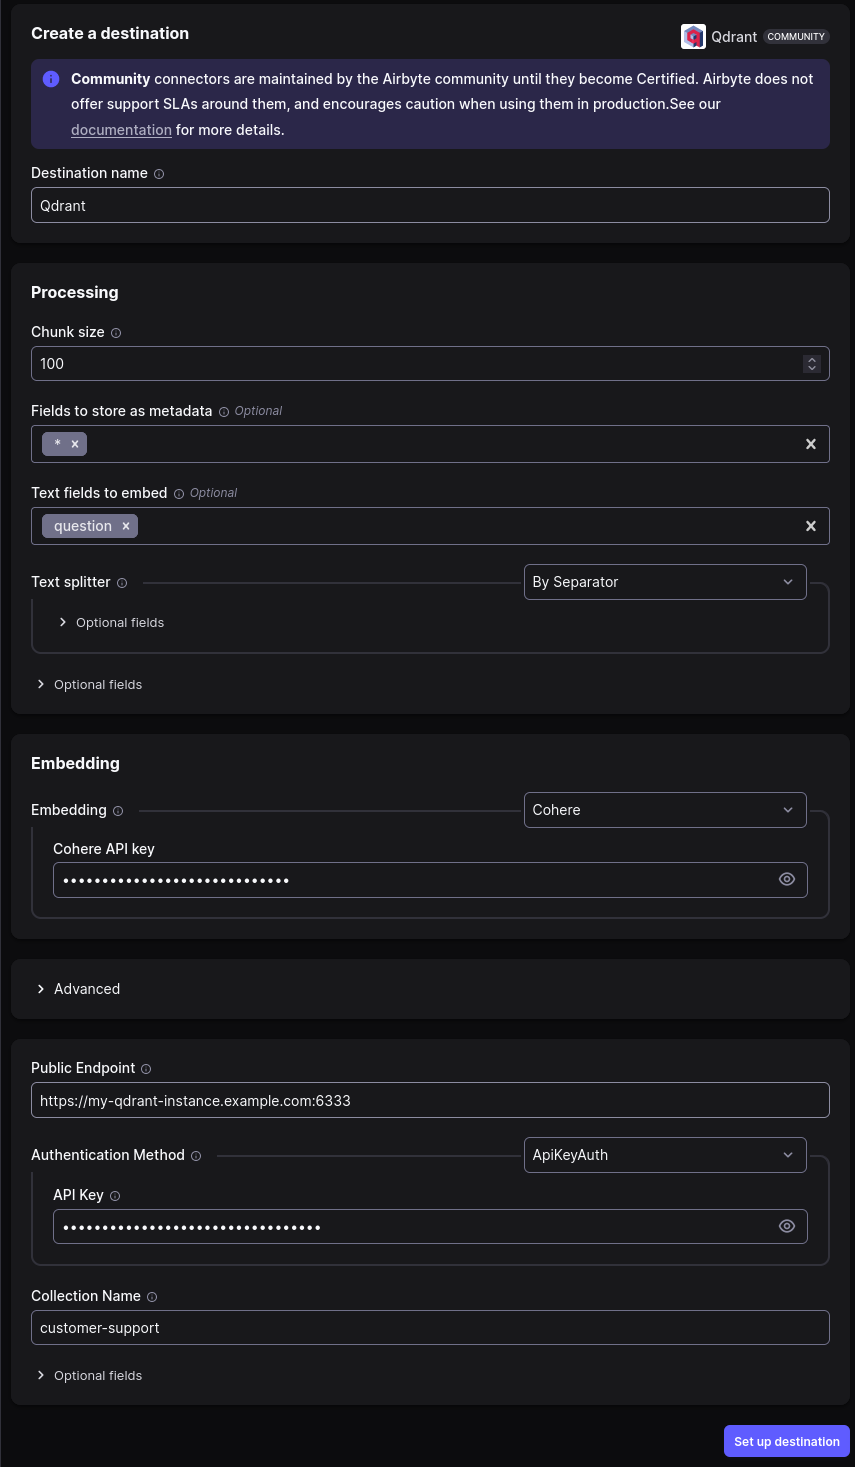 Create a destination
Qdrant COMMUNITY
Community connectors are maintained by the Airbyte community until they become Certified. Airbyte does not
offer support SLAs around them, and encourages caution when using them in production.See our
documentation for more details.
Destination name
Qdrant
Processing
Chunk size
100
Fields to store as metadata Optional
* ×
Text fields to embed Optional
question ×
Text splitter By Separator
Optional fields
Optional fields
Embedding
Embedding Cohere
Cohere API key
•••••••••••••••••••••••••••••
Advanced
Public Endpoint
https://my-qdrant-instance.example.com:6333
Authentication Method ApiKeyAuth
API Key
•••••••••••••••••••••••••••••••••
Collection Name
customer-support
Optional fields
Set up destination